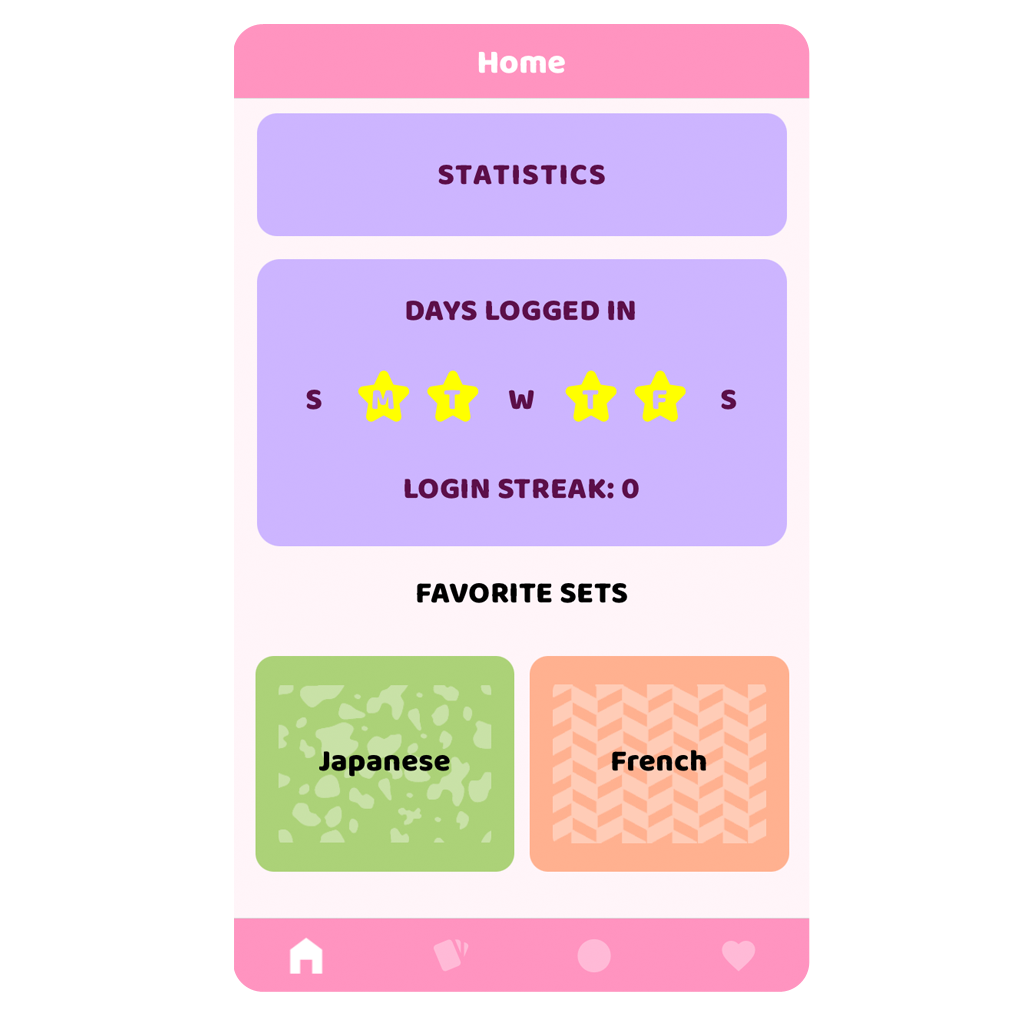 Home
STATISTICS
DAYS LOGGED IN
S M T W T F S
LOGIN STREAK: 0
FAVORITE SETS
Japanese French